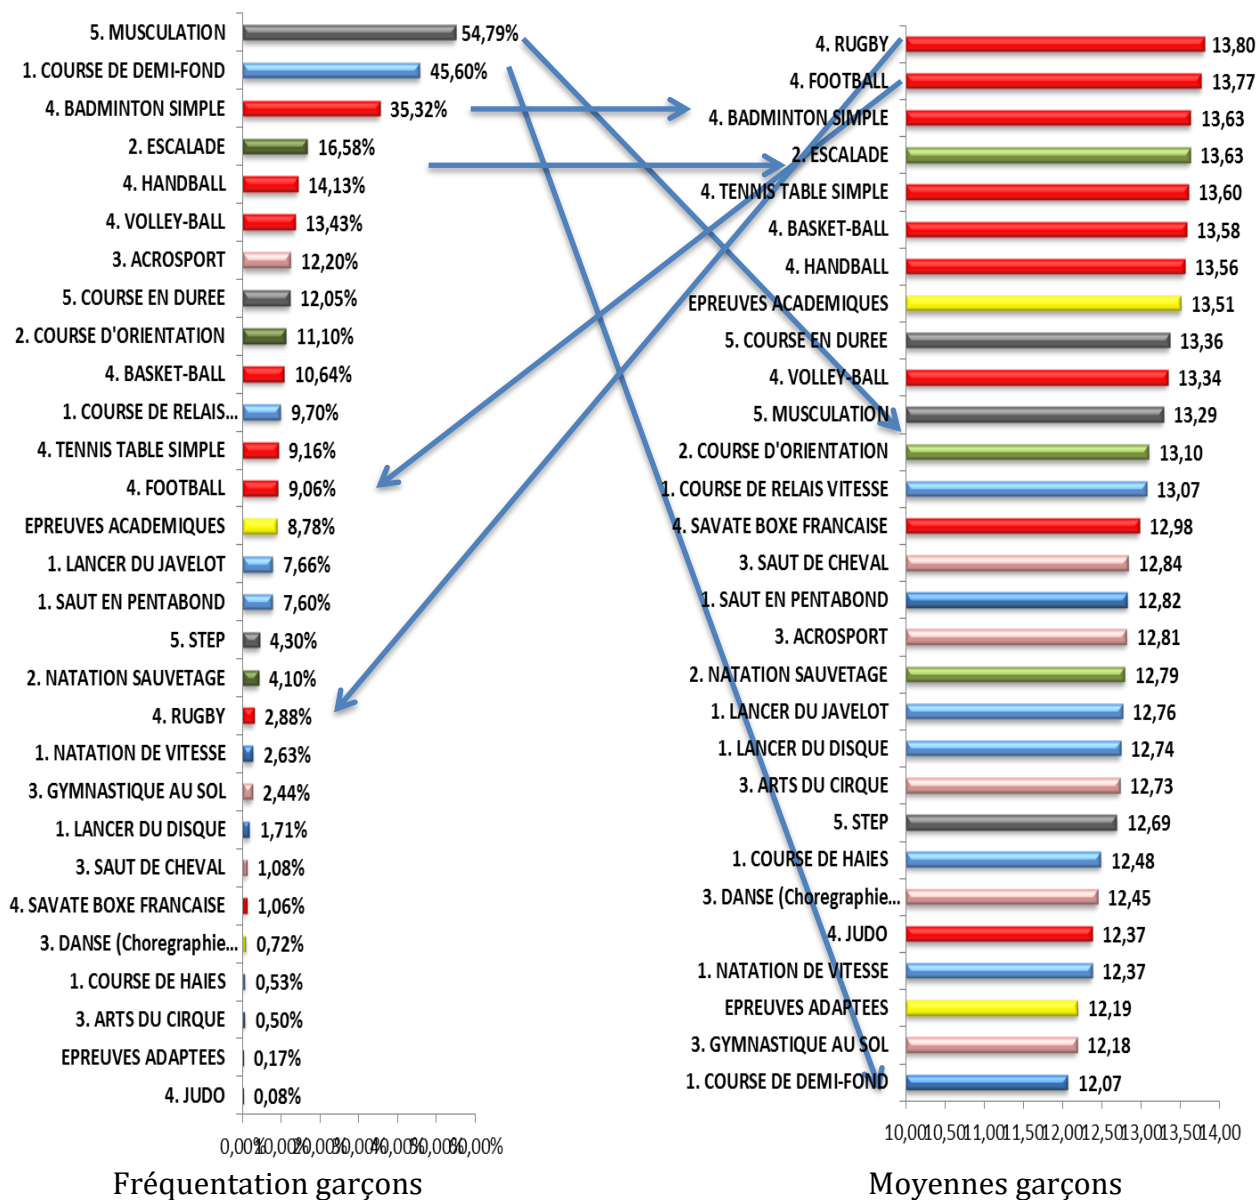 5. MUSCULATION 54,79%
1. COURSE DE DEMI-FOND 45,60%
4. BADMINTON SIMPLE 35,32%
2. ESCALADE 16,58%
4. HANDBALL 14,13%
4. VOLLEY-BALL 13,43%
3. ACROSPORT 12,20%
5. COURSE EN DUREE 12,05%
2. COURSE D'ORIENTATION 11,10%
4. BASKET-BALL 10,64%
1. COURSE DE RELAIS... 9,70%
4. TENNIS TABLE SIMPLE 9,16%
4. FOOTBALL 9,06%
EPREUVES ACADEMIQUES 8,78%
1. LANCER DU JAVELOT 7,66%
1. SAUT EN PENTABOND 7,60%
5. STEP 4,30%
2. NATATION SAUVETAGE 4,10%
4. RUGBY 2,88%
1. NATATION DE VITESSE 2,63%
3. GYMNASTIQUE AU SOL 2,44%
1. LANCER DU DISQUE 1,71%
3. SAUT DE CHEVAL 1,08%
4. SAVATE BOXE FRANCAISE 1,06%
3. DANSE (Choregraphie... 0,72%
1. COURSE DE HAIES 0,53%
3. ARTS DU CIRQUE 0,50%
EPREUVES ADAPTEES 0,17%
4. JUDO 0,08%
0,00% 10,00% 20,00% 30,00% 40,00% 50,00% 60,00%
Fréquentation garçons
4. RUGBY 13,80
4. FOOTBALL 13,77
4. BADMINTON SIMPLE 13,63
2. ESCALADE 13,63
4. TENNIS TABLE SIMPLE 13,60
4. BASKET-BALL 13,58
4. HANDBALL 13,56
EPREUVES ACADEMIQUES 13,51
5. COURSE EN DUREE 13,36
4. VOLLEY-BALL 13,34
5. MUSCULATION 13,29
2. COURSE D'ORIENTATION 13,10
1. COURSE DE RELAIS VITESSE 13,07
4. SAVATE BOXE FRANCAISE 12,98
3. SAUT DE CHEVAL 12,84
1. SAUT EN PENTABOND 12,82
3. ACROSPORT 12,81
2. NATATION SAUVETAGE 12,79
1. LANCER DU JAVELOT 12,76
1. LANCER DU DISQUE 12,74
3. ARTS DU CIRQUE 12,73
5. STEP 12,69
1. COURSE DE HAIES 12,48
3. DANSE (Choregraphie... 12,45
4. JUDO 12,37
1. NATATION DE VITESSE 12,37
EPREUVES ADAPTEES 12,19
3. GYMNASTIQUE AU SOL 12,18
1. COURSE DE DEMI-FOND 12,07
10,00 10,50 11,00 11,50 12,00 12,50 13,00 13,50 14,00
Moyennes garçons